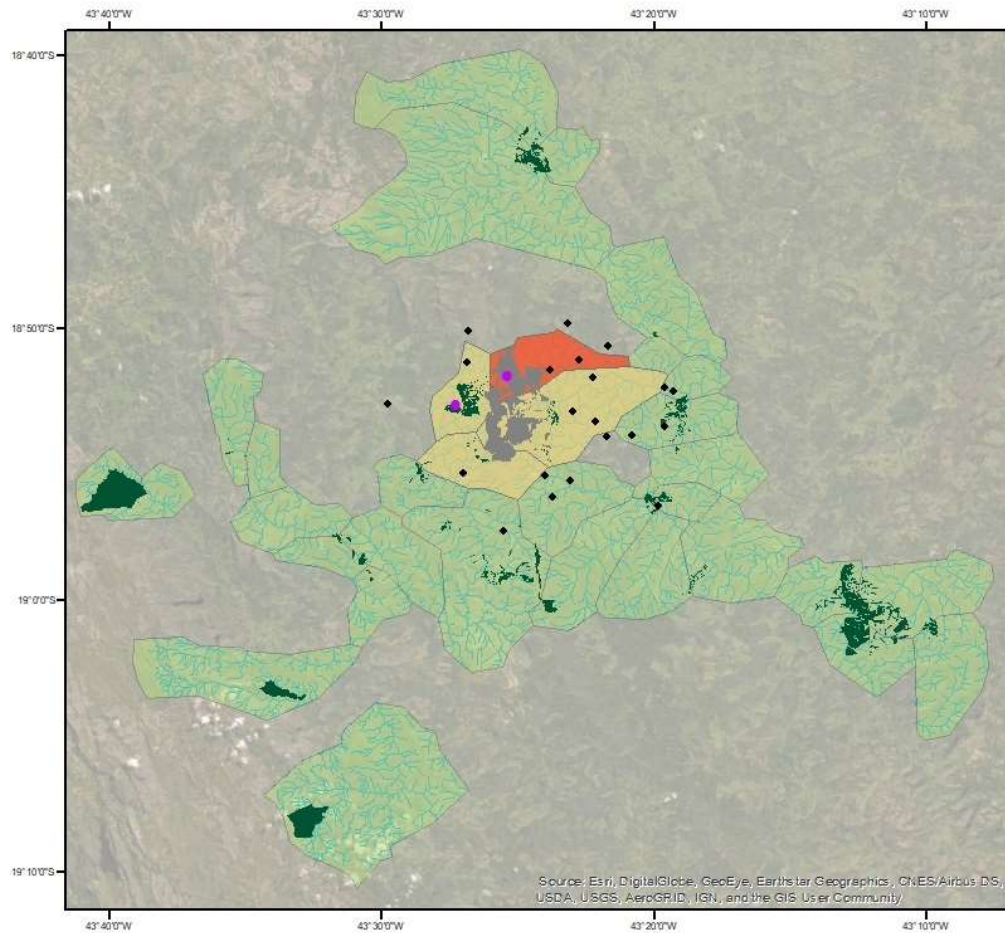 43°40'0"W 43°30'0"W 43°20'0"W 43°10'0"W
18°40'0"S
18°50'0"S
19°0'0"S
19°10'0"S
Source: Esri, DigitalGlobe, GeoEye, Earthstar Geographics, CNES/Airbus DS,
USDA, USGS, AeroGRID, IGN, and the GIS User Community
43°40'0"W 43°30'0"W 43°20'0"W 43°10'0"W